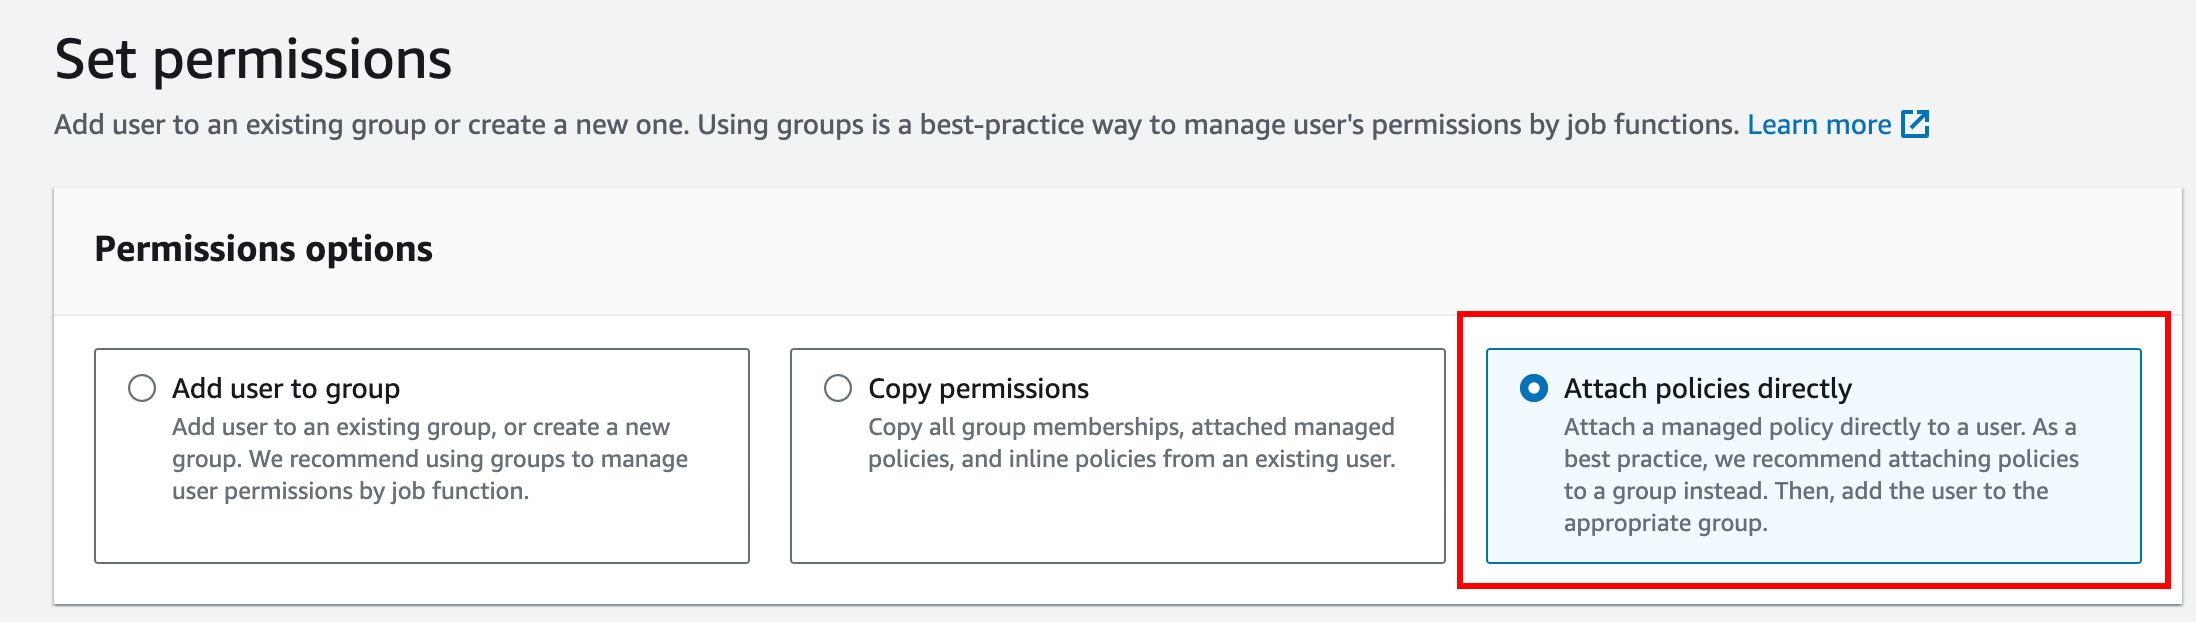 Set permissions
Add user to an existing group or create a new one. Using groups is a best-practice way to manage user's permissions by job functions. Learn more
Permissions options
Add user to group
Add user to an existing group, or create a new
group. We recommend using groups to manage
user permissions by job function.
Copy permissions
Copy all group memberships, attached managed
policies, and inline policies from an existing user.
Attach policies directly
Attach a managed policy directly to a user. As a
best practice, we recommend attaching policies
to a group instead. Then, add the user to the
appropriate group.